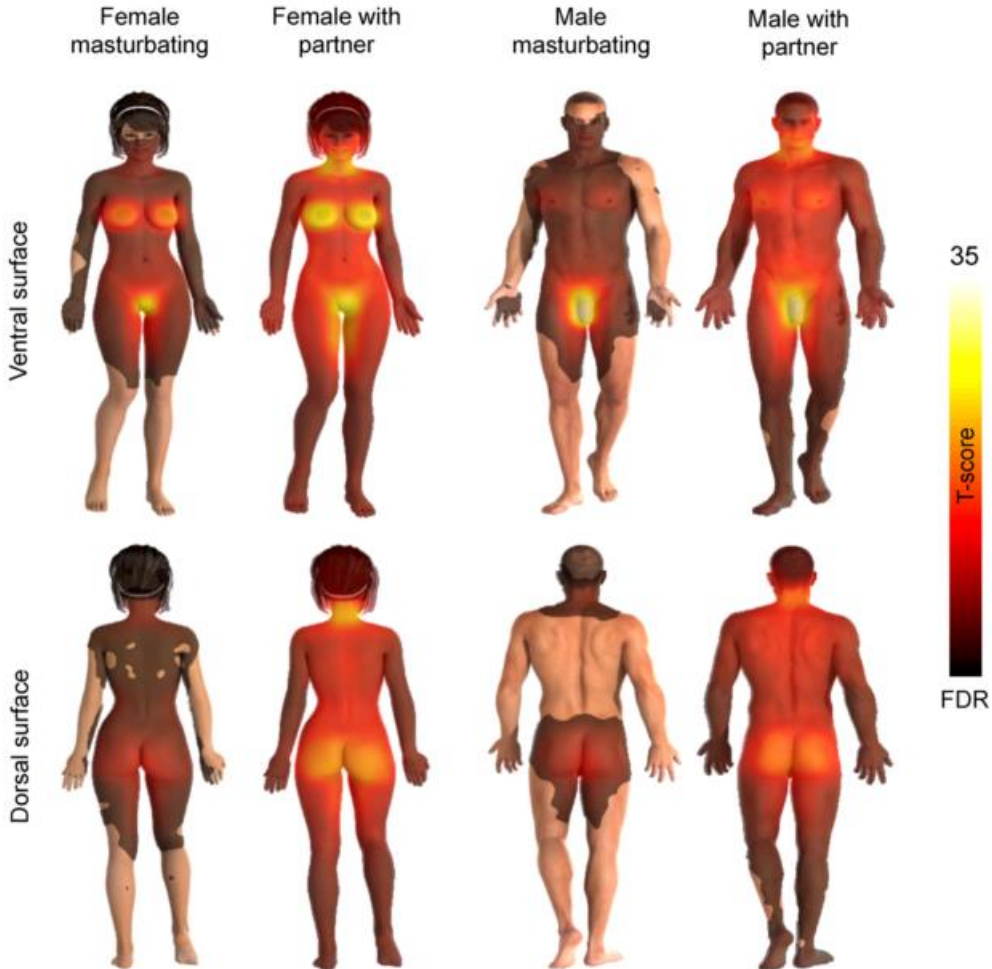 Female
masturbating
Female with
partner
Male
masturbating
Male with
partner
Ventral surface
35
T-score
FDR
Dorsal surface